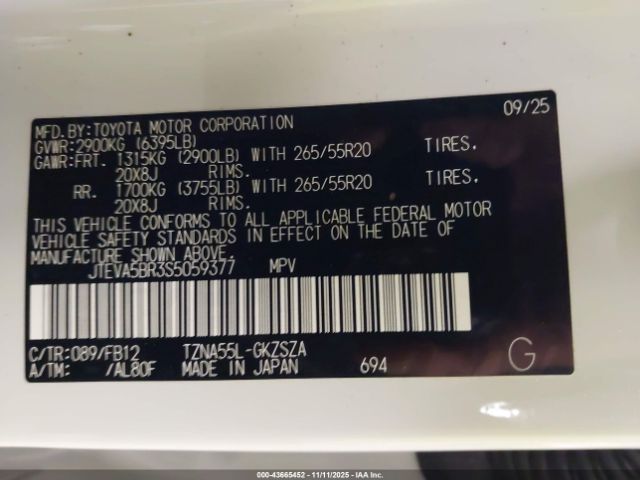 09/25
MFD.BY:TOYOTA MOTOR CORPORATION
GVWR:2900KG (6395LB)
GAWR:FRT. 1315KG (2900LB) WITH 265/55R20 TIRES.
20X8J RIMS.
RR. 1700KG (3755LB) WITH 265/55R20 TIRES.
20X8J RIMS.
THIS VEHICLE CONFORMS TO ALL APPLICABLE FEDERAL MOTOR
VEHICLE SAFETY STANDARDS IN EFFECT ON THE DATE OF
MANUFACTURE SHOWN ABOVE.
JTEVA5BR3S5059377 MPV
C/TR:089/FB12 TZNA55L-GKZSZA
A/TM: /AL80F MADE IN JAPAN 694 G
000-43665452 - 11/11/2025 - IAA Inc.